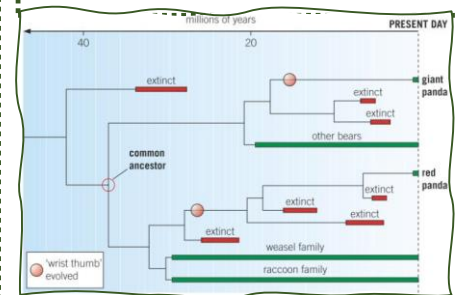 millions of years
PRESENT DAY
40
20
extinct
giant
panda
extinct
extinct
other bears
common
ancestor
red
panda
extinct
extinct
extinct
extinct
weasel family
raccoon family
'wrist thumb'
evolved